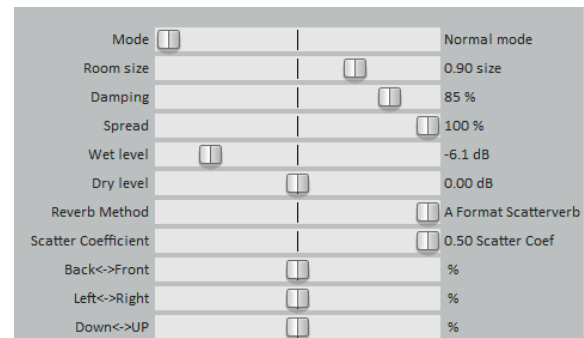 Mode Normal mode
Room size 0.90 size
Damping 85 %
Spread 100 %
Wet level -6.1 dB
Dry level 0.00 dB
Reverb Method A Format Scatterverb
Scatter Coefficient 0.50 Scatter Coef
Back<->Front %
Left<->Right %
Down<->UP %